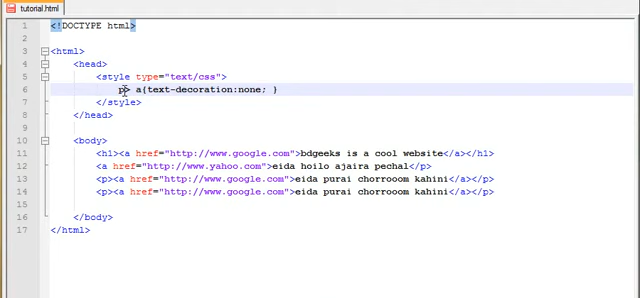 tutorial.html
1 <!DOCTYPE html>
2
3 <html>
4 <head>
5 <style type="text/css">
6 p> a{text-decoration:none; }
7 </style>
8 </head>
9
10 <body>
11 <h1><a href="http://www.google.com">bdgeeks is a cool website</a></h1>
12 <a href="http://www.yahoo.com">eida hoilo ajaira pechal</p>
13 <p><a href="http://www.google.com">eida purai chorrooom kahini</a></p>
14 <p><a href="http://www.google.com">eida purai chorrooom kahini</a></p>
15
16 </body>
17 </html>